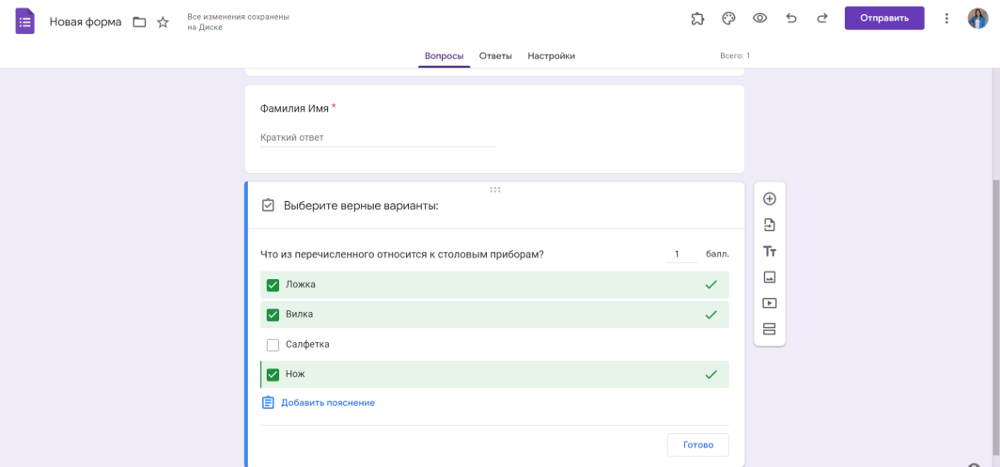 Новая форма
Все изменения сохранены
на Диске
Отправить
Вопросы
Ответы
Настройки
Всего: 1
Фамилия Имя *
Краткий ответ
Выберите верные варианты:
Что из перечисленного относится к столовым приборам?
1 балл.
Ложка
Вилка
Салфетка
Нож
Добавить пояснение
Готово